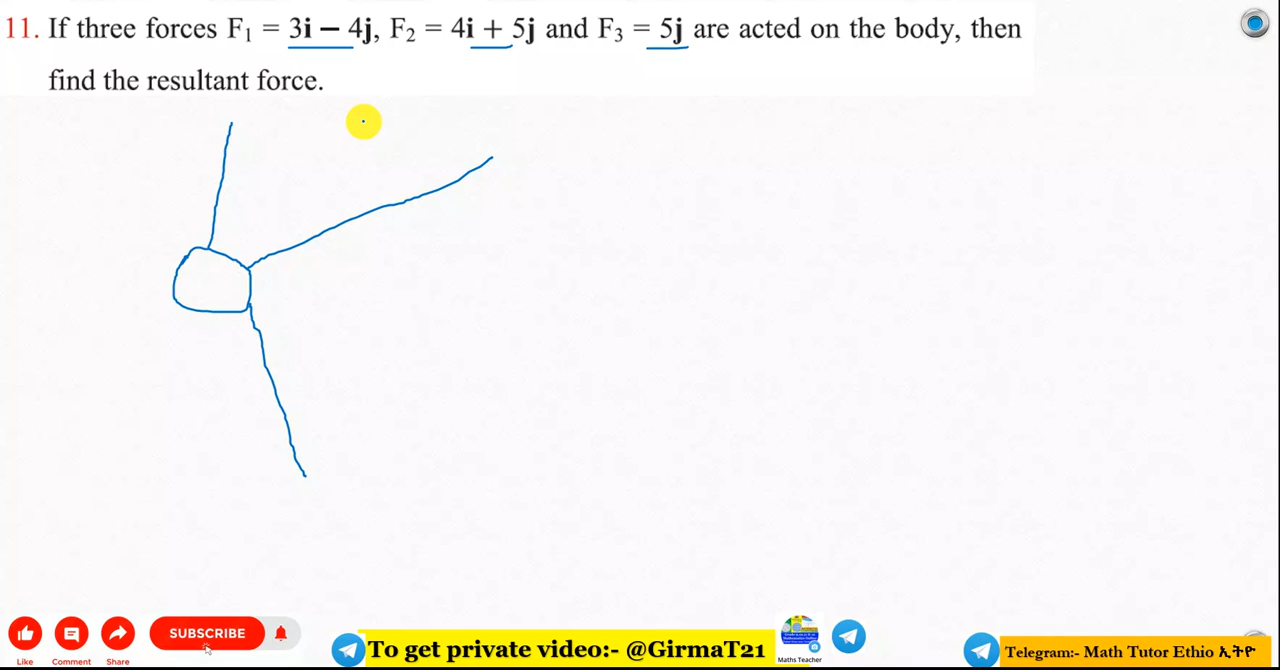 11. If three forces F₁ = 3i − 4j, F₂ = 4i + 5j and F₃ = 5j are acted on the body, then
find the resultant force.
SUBSCRIBE
Like Comment Share
To get private video:- @GirmaT21
Maths Teacher
Telegram:- Math Tutor Ethio ኢትዮ